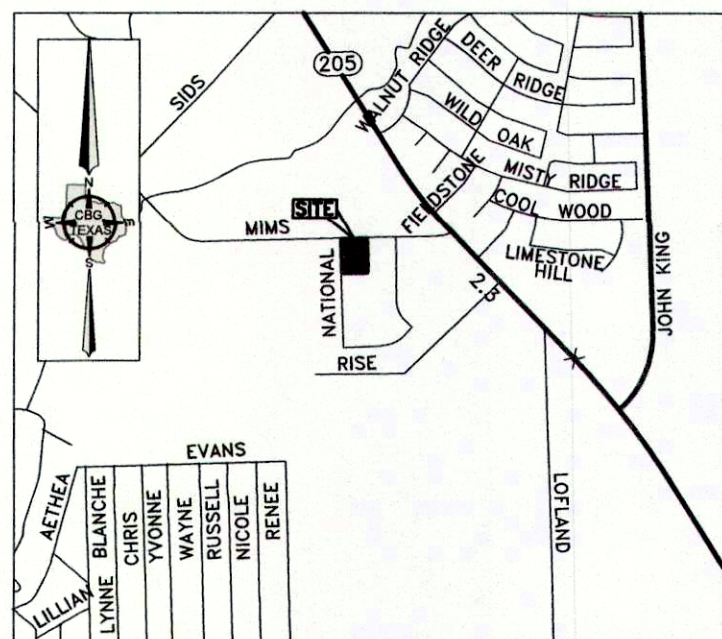 205
SIDS
WALNUT RIDGE
DEER RIDGE
WILD OAK
MISTY RIDGE
FIELDSTONE
COOL WOOD
LIMESTONE
HILL
JOHN KING
N
W
E
S
CBG
TEXAS
SITE
MIMS
NATIONAL
RISE
2.3
LOFLAND
EVANS
AETHEA
LILLIAN
LYNNE
BLANCHE
CHRIS
YVONNE
WAYNE
RUSSELL
NICOLE
RENEE